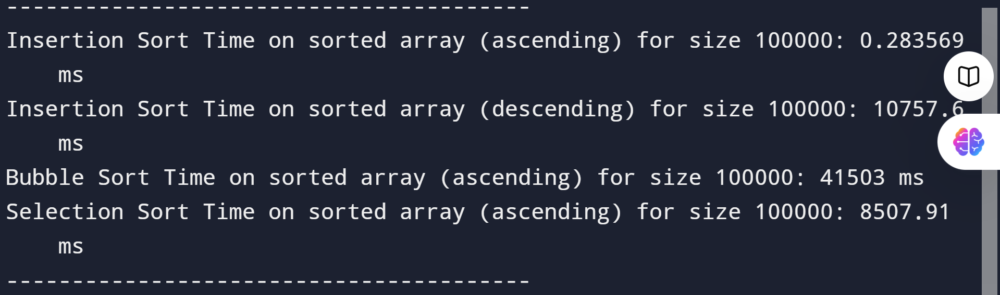 ----------------------------------------
Insertion Sort Time on sorted array (ascending) for size 100000: 0.283569
ms
Insertion Sort Time on sorted array (descending) for size 100000: 10757.6
ms
Bubble Sort Time on sorted array (ascending) for size 100000: 41503 ms
Selection Sort Time on sorted array (ascending) for size 100000: 8507.91
ms
----------------------------------------